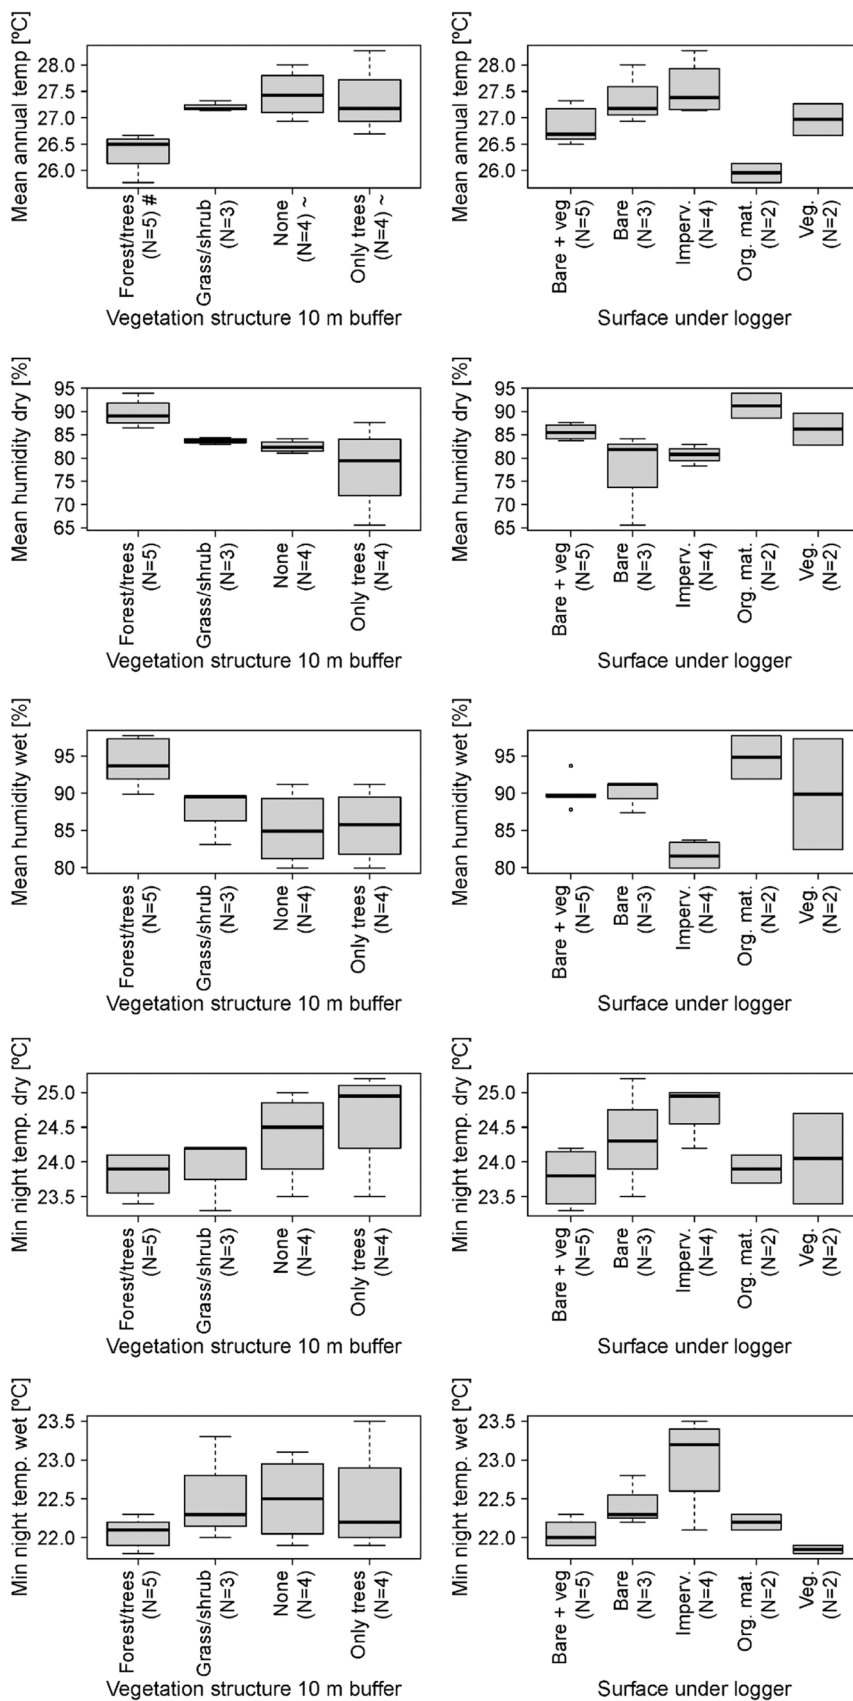 Mean annual temp [ºC]
28.0
27.5
27.0
26.5
26.0
Forest/trees
(N=5) #
Grass/shrub
(N=3)
None
(N=4) ~
Only trees
(N=4) ~
Vegetation structure 10 m buffer
Mean annual temp [ºC]
28.0
27.5
27.0
26.5
26.0
Bare + veg
(N=5)
Bare
(N=3)
Imperv.
(N=4)
Org. mat.
(N=2)
Veg.
(N=2)
Surface under logger
Mean humidity dry [%]
95
90
85
80
75
70
65
Forest/trees
(N=5)
Grass/shrub
(N=3)
None
(N=4)
Only trees
(N=4)
Vegetation structure 10 m buffer
Mean humidity dry [%]
95
90
85
80
75
70
65
Bare + veg
(N=5)
Bare
(N=3)
Imperv.
(N=4)
Org. mat.
(N=2)
Veg.
(N=2)
Surface under logger
Mean humidity wet [%]
95
90
85
80
Forest/trees
(N=5)
Grass/shrub
(N=3)
None
(N=4)
Only trees
(N=4)
Vegetation structure 10 m buffer
Mean humidity wet [%]
95
90
85
80
Bare + veg
(N=5)
Bare
(N=3)
Imperv.
(N=4)
Org. mat.
(N=2)
Veg.
(N=2)
Surface under logger
Min night temp. dry [ºC]
25.0
24.5
24.0
23.5
Forest/trees
(N=5)
Grass/shrub
(N=3)
None
(N=4)
Only trees
(N=4)
Vegetation structure 10 m buffer
Min night temp. dry [ºC]
25.0
24.5
24.0
23.5
Bare + veg
(N=5)
Bare
(N=3)
Imperv.
(N=4)
Org. mat.
(N=2)
Veg.
(N=2)
Surface under logger
Min night temp. wet [ºC]
23.5
23.0
22.5
22.0
Forest/trees
(N=5)
Grass/shrub
(N=3)
None
(N=4)
Only trees
(N=4)
Vegetation structure 10 m buffer
Min night temp. wet [ºC]
23.5
23.0
22.5
22.0
Bare + veg
(N=5)
Bare
(N=3)
Imperv.
(N=4)
Org. mat.
(N=2)
Veg.
(N=2)
Surface under logger